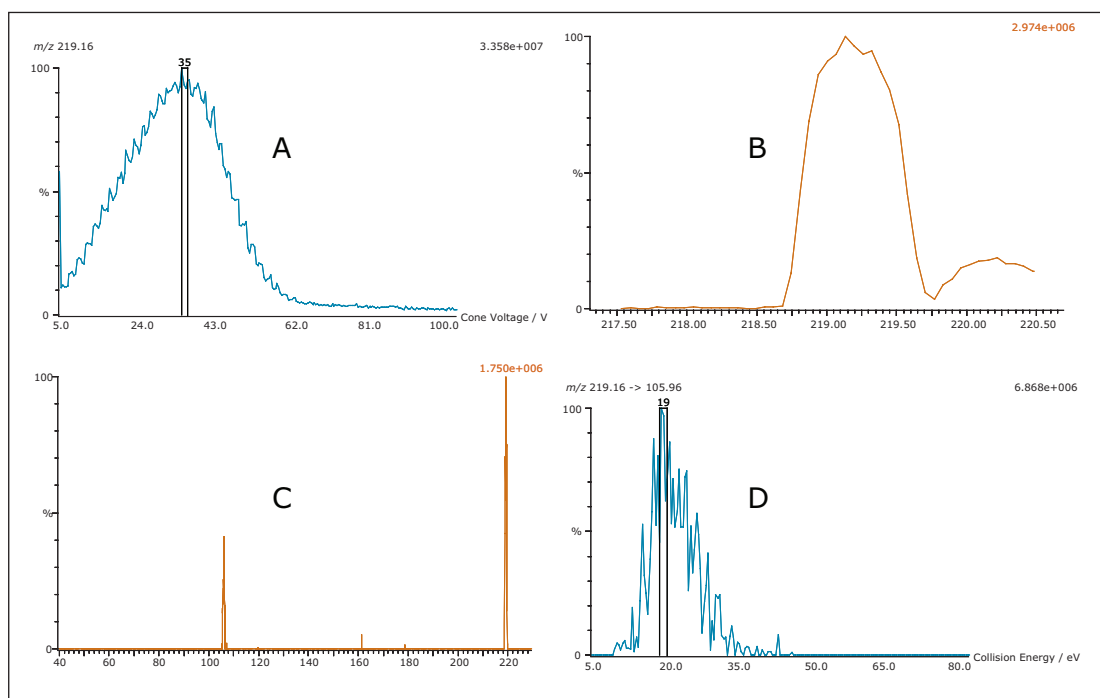 m/z 219.16 3.358e+007
35
100
%
0
5.0 24.0 43.0 62.0 81.0 100.0 Cone Voltage / V
A
2.974e+006
100
%
0
217.50 218.00 218.50 219.00 219.50 220.00 220.50
B
1.750e+006
100
%
0
40 60 80 100 120 140 160 180 200 220
C
m/z 219.16 -> 105.96 6.868e+006
19
100
%
0
5.0 20.0 35.0 50.0 65.0 80.0 Collision Energy / eV
D